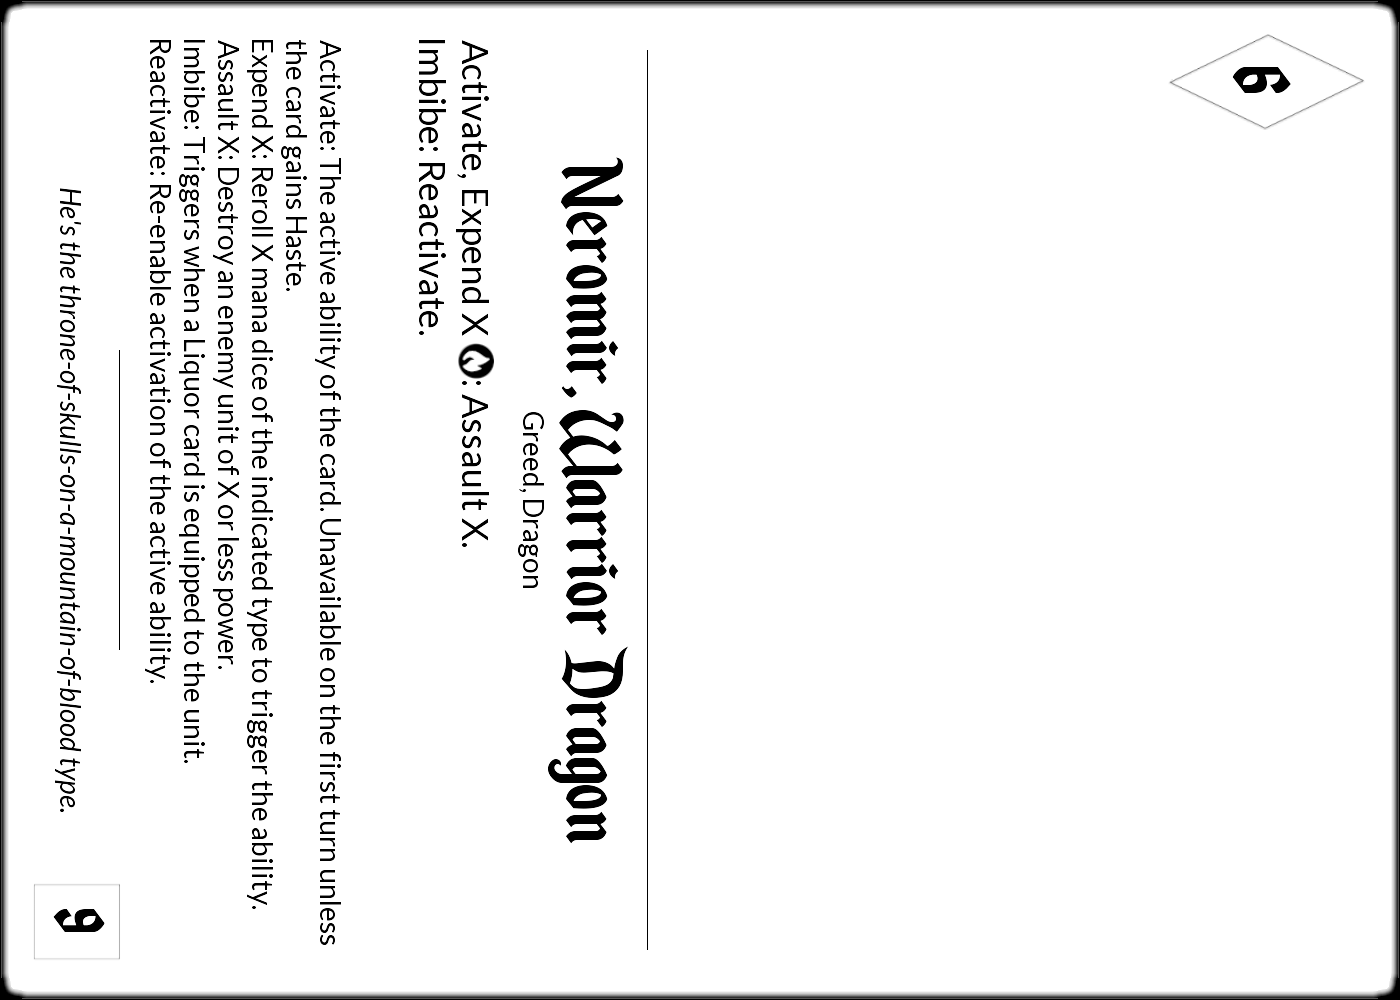 6
Neromir, Warrior Dragon
Greed, Dragon
Activate, Expend X : Assault X.
Imbibe: Reactivate.
Activate: The active ability of the card. Unavailable on the first turn unless
the card gains Haste.
Expend X: Reroll X mana dice of the indicated type to trigger the ability.
Assault X: Destroy an enemy unit of X or less power.
Imbibe: Triggers when a Liquor card is equipped to the unit.
Reactivate: Re-enable activation of the active ability.
He's the throne-of-skulls-on-a-mountain-of-blood type.
9